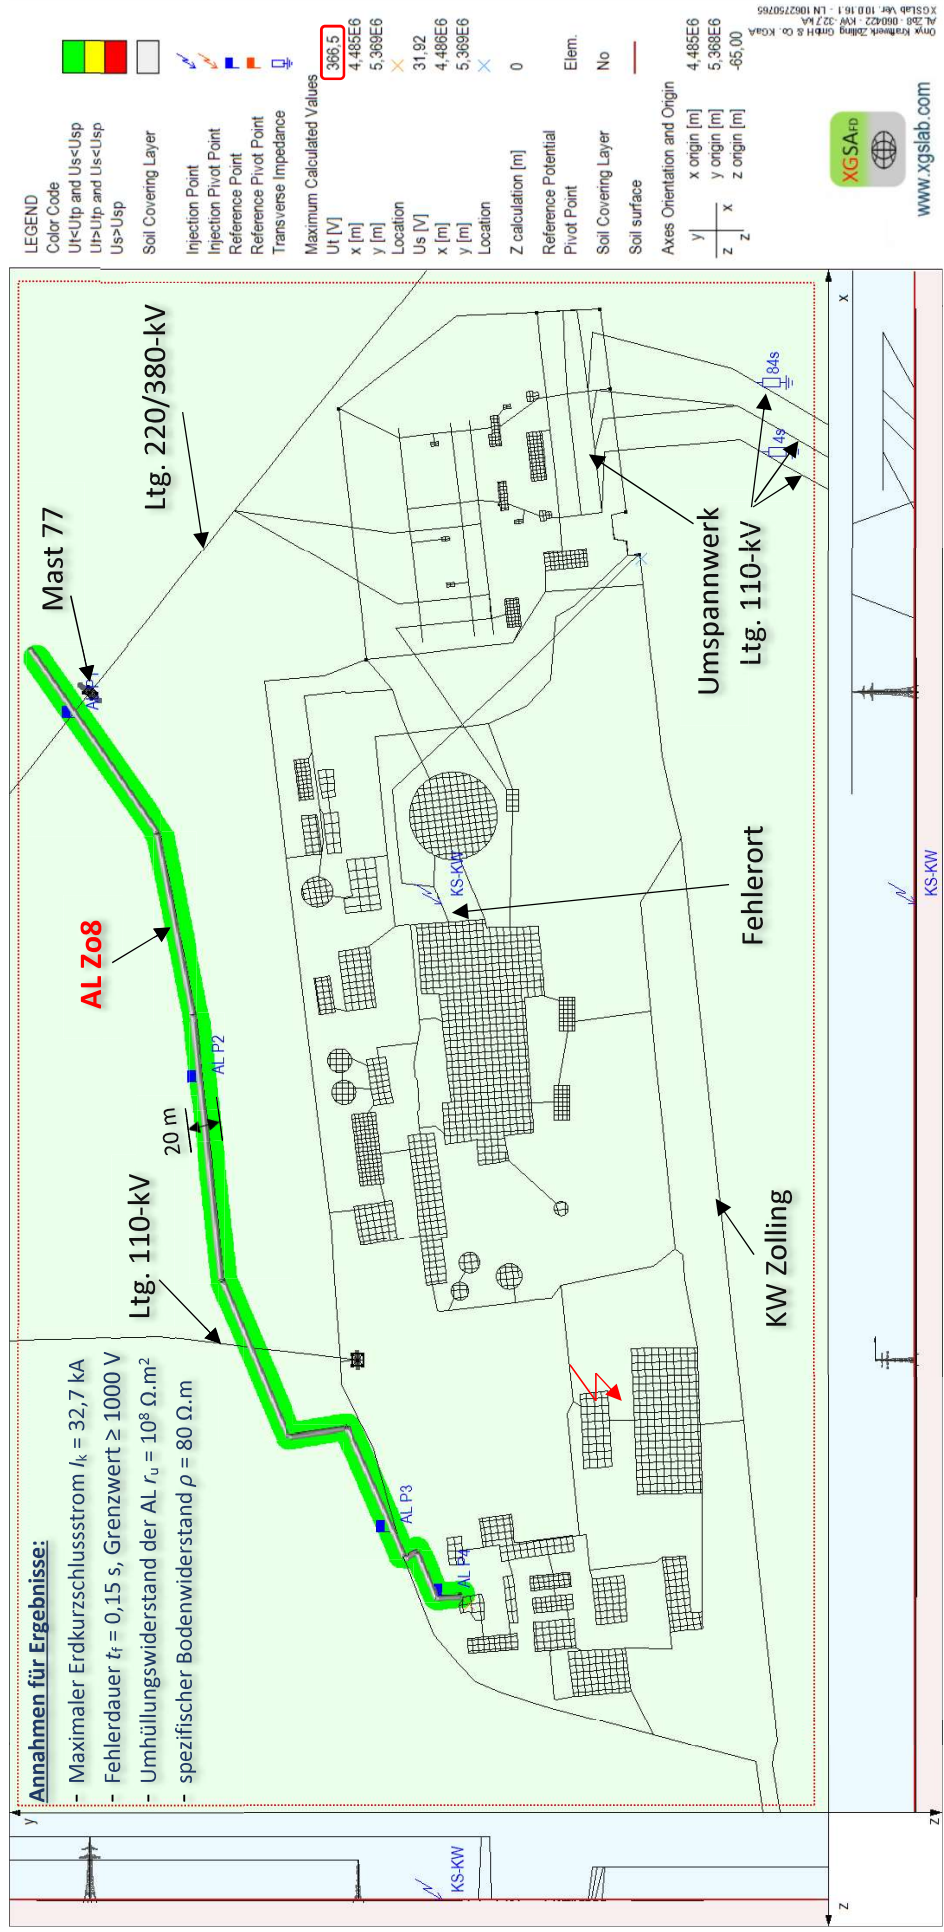 Annahmen für Ergebnisse:
- Maximaler Erdkurzschlussstrom Ik = 32,7 kA
- Fehlerdauer tf = 0,15 s, Grenzwert ≥ 1000 V
- Umhüllungswiderstand der AL ru = 10⁸ Ω.m²
- spezifischer Bodenwiderstand ρ = 80 Ω.m
Ltg. 110-kV
20 m
AL Zo8
Mast 77
Ltg. 220/380-kV
AL P2
AL P3
AL P4
KS-KW
Fehlerort
KW Zolling
Umspannwerk
Ltg. 110-kV
4s
84s
y
x
z
KS-KW
z
x
KS-KW
LEGEND
Color Code
Ut<Utp and Us<Usp
Ut>Utp and Us<Usp
Us>Usp
Soil Covering Layer
Injection Point
Injection Pivot Point
Reference Point
Reference Pivot Point
Transverse Impedance
Maximum Calculated Values
Ut [V] 366,5
x [m] 4,485E6
y [m] 5,369E6
Location
Us [V] 31,92
x [m] 4,486E6
y [m] 5,369E6
Location
Z calculation [m] 0
Reference Potential
Pivot Point Elem.
Soil Covering Layer No
Soil surface
Axes Orientation and Origin
y
z x
z
x origin [m] 4,485E6
y origin [m] 5,368E6
z origin [m] -65,00
XGSA FD
www.xgslab.com
Onyx Kraftwerk Zolling GmbH & Co. KGaA
AL Zo8 - 060422 - KW -32,7 kA
XGSLab Ver. 10.0.16.1 - LN 1062750765